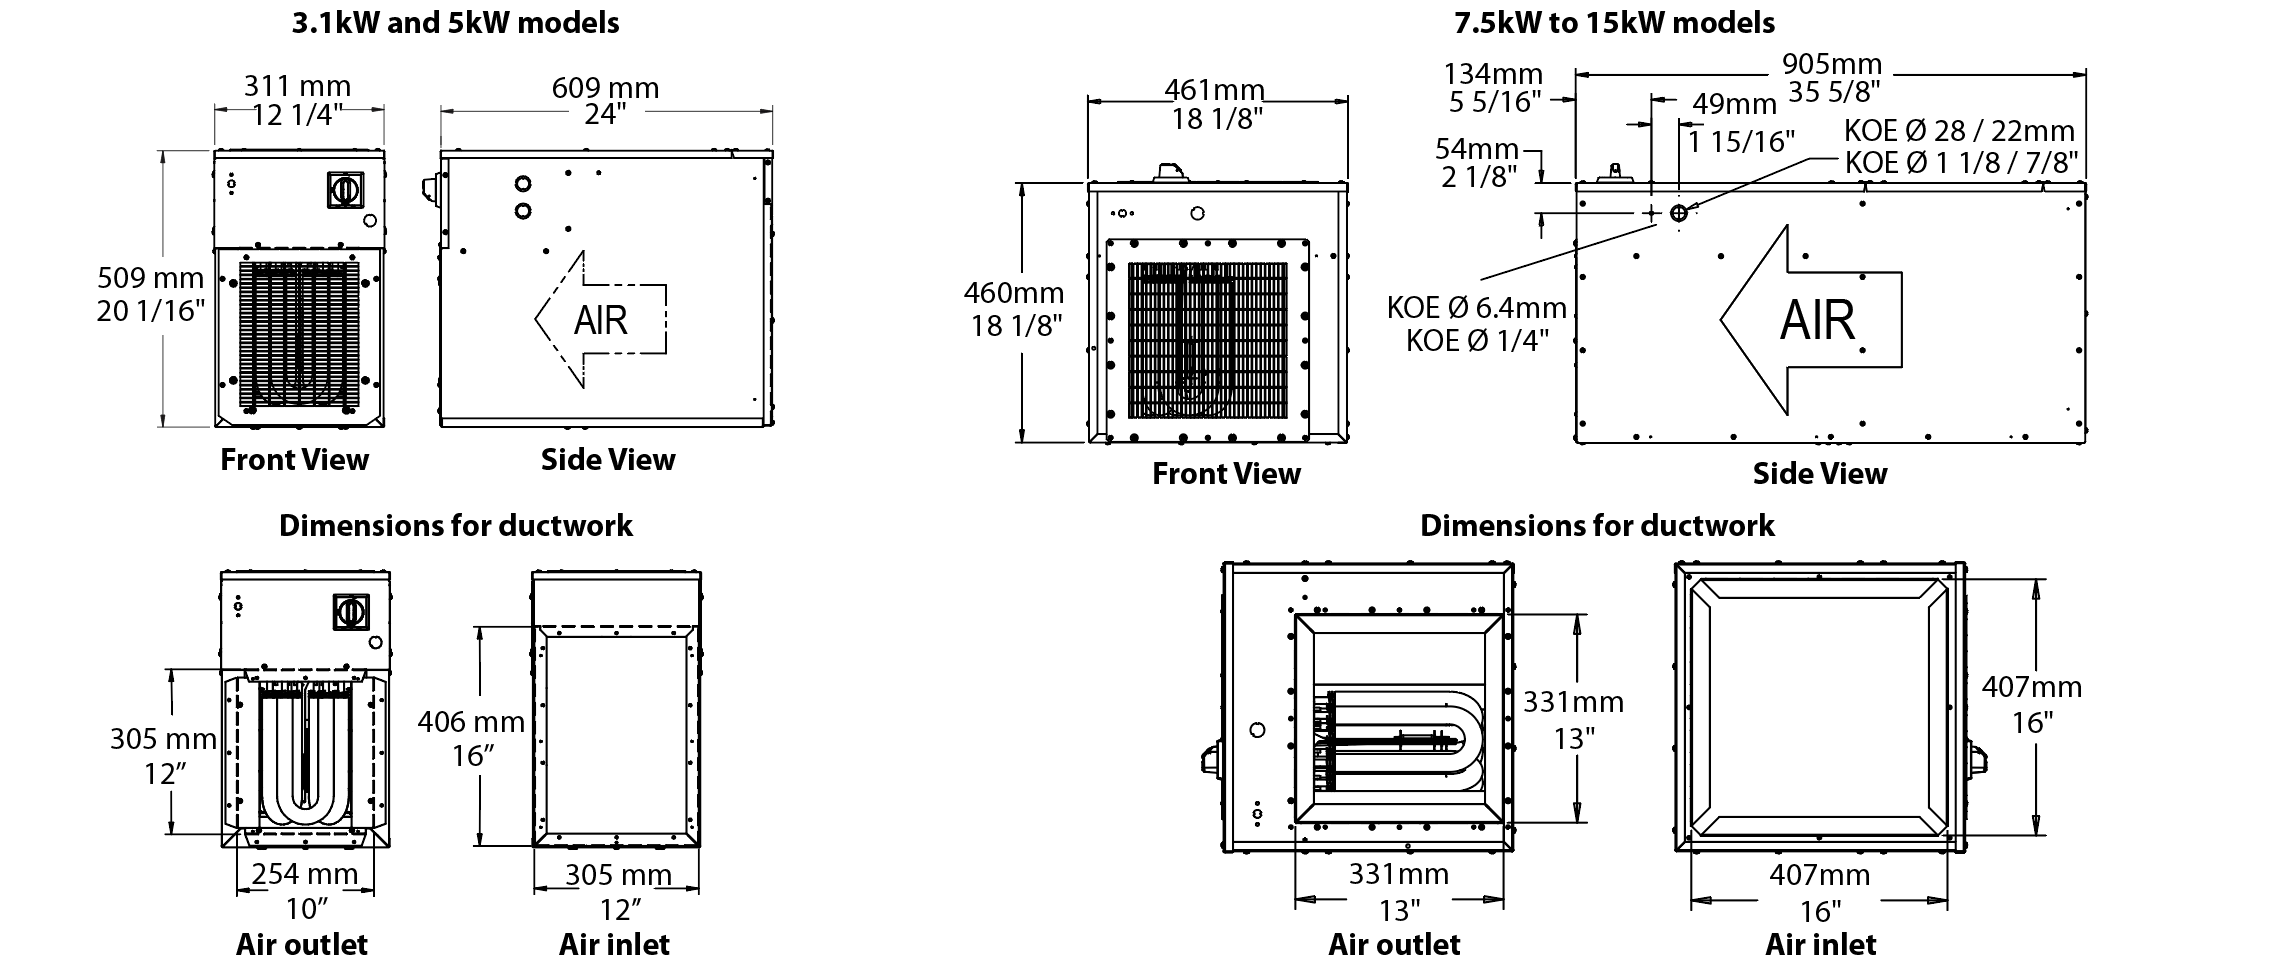 3.1kW and 5kW models
311 mm
12 1/4"
609 mm
24"
509 mm
20 1/16"
AIR
Front View
Side View
Dimensions for ductwork
305 mm
12”
254 mm
10”
Air outlet
406 mm
16”
305 mm
12”
Air inlet
7.5kW to 15kW models
461mm
18 1/8"
460mm
18 1/8"
Front View
134mm
5 5/16"
905mm
35 5/8"
49mm
1 15/16"
54mm
2 1/8"
KOE Ø 28 / 22mm
KOE Ø 1 1/8 / 7/8"
KOE Ø 6.4mm
KOE Ø 1/4"
AIR
Side View
Dimensions for ductwork
331mm
13"
331mm
13"
Air outlet
407mm
16"
407mm
16"
Air inlet